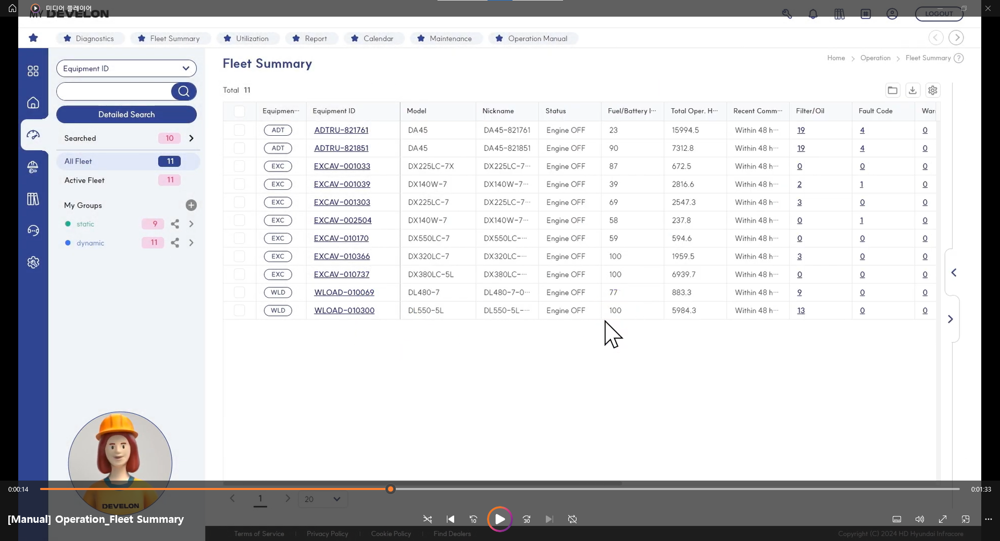 미디어 플레이어
MY DEVELON
LOGOUT
Diagnostics
Fleet Summary
Utilization
Report
Calendar
Maintenance
Operation Manual
Equipment ID
Detailed Search
Searched 10
All Fleet 11
Active Fleet 11
My Groups
static 9
dynamic 11
Fleet Summary
Home > Operation > Fleet Summary ?
Total 11
Equipmen··· Equipment ID Model Nickname Status Fuel/Battery l··· Total Oper. H··· Recent Comm··· Filter/Oil Fault Code War
ADT ADTRU-821761 DA45 DA45-821761 Engine OFF 23 15994.5 Within 48 h··· 19 4 0
ADT ADTRU-821851 DA45 DA45-821851 Engine OFF 90 7312.8 Within 48 h··· 19 4 0
EXC EXCAV-001033 DX225LC-7X DX225LC-7··· Engine OFF 87 672.5 Within 48 h··· 0 0 0
EXC EXCAV-001039 DX140W-7 DX140W-7··· Engine OFF 39 2816.6 Within 48 h··· 2 1 0
EXC EXCAV-001303 DX225LC-7 DX225LC-7··· Engine OFF 69 2547.3 Within 48 h··· 3 0 0
EXC EXCAV-002504 DX140W-7 DX140W-7··· Engine OFF 58 237.8 Within 48 h··· 0 1 0
EXC EXCAV-010170 DX550LC-7 DX550LC-··· Engine OFF 59 594.6 Within 48 h··· 0 0 0
EXC EXCAV-010366 DX320LC-7 DX320LC-··· Engine OFF 100 1959.5 Within 48 h··· 3 0 0
EXC EXCAV-010737 DX380LC-5L DX380LC-··· Engine OFF 100 6939.7 Within 48 h··· 0 0 0
WLD WLOAD-010069 DL480-7 DL480-7-0··· Engine OFF 77 883.3 Within 48 h··· 9 0 0
WLD WLOAD-010300 DL550-5L DL550-5L-··· Engine OFF 100 5984.3 Within 48 h··· 13 0 0
DEVELON
0:00:14
0:01:33
1 20
[Manual] Operation_Fleet Summary
10
30
Terms of Service | Privacy Policy | Cookie Policy | Find Dealers
Copyright (C) 2024 HD Hyundai Infracore